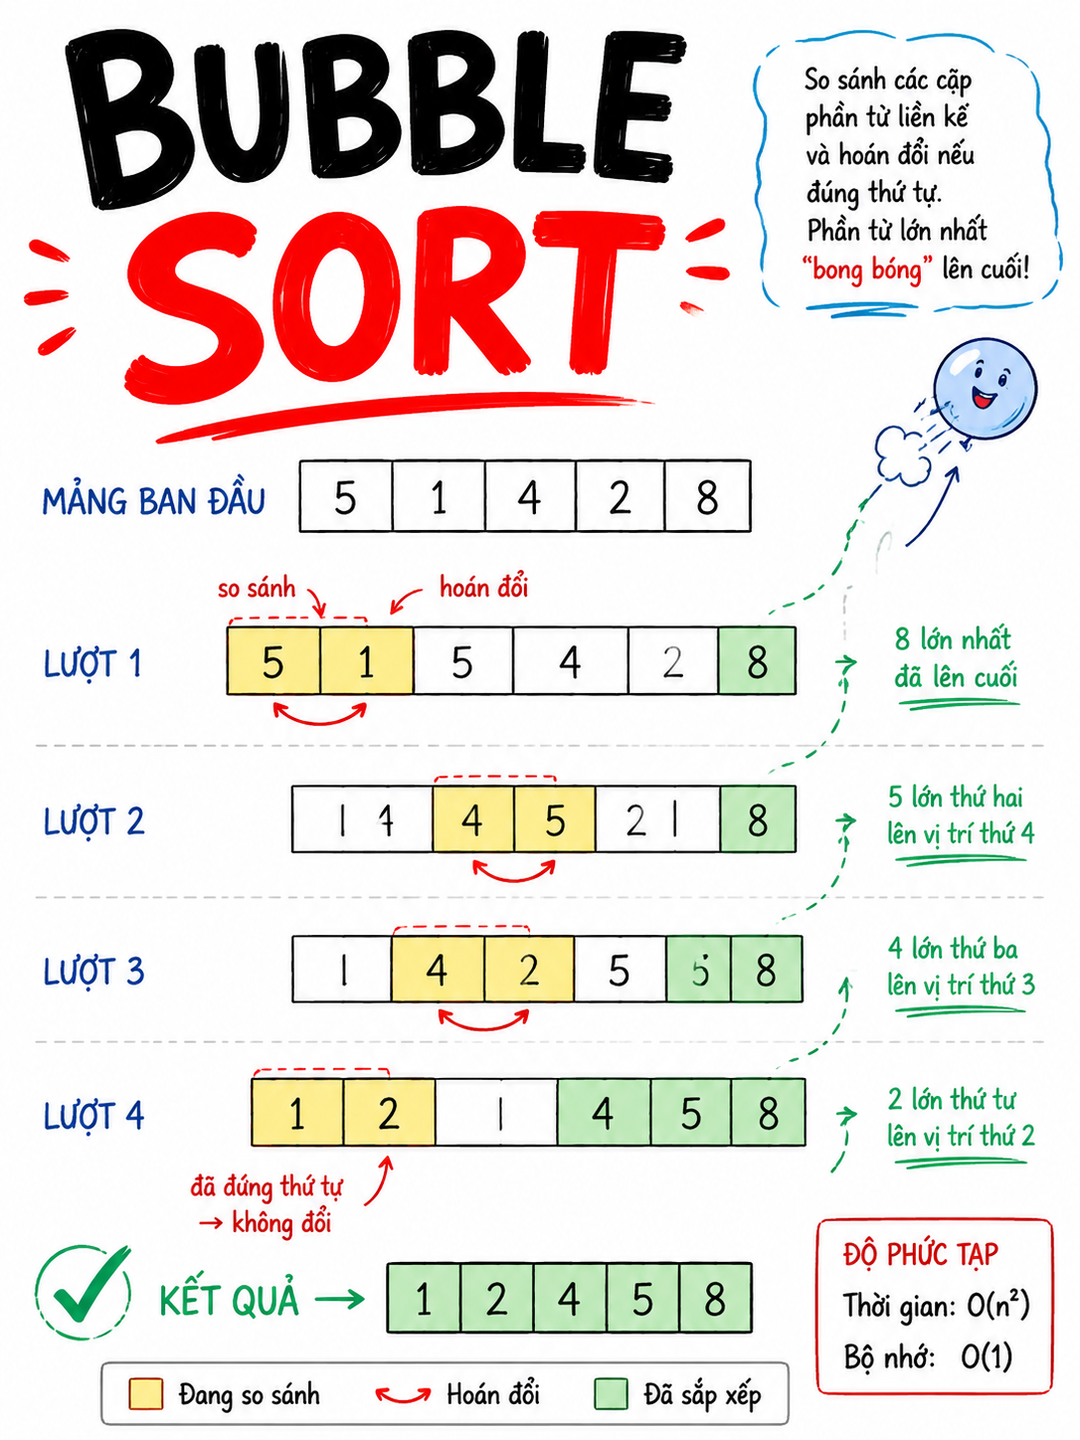 BUBBLE
SORT
So sánh các cặp
phần từ liền kế
và hoán đổi nếu
đúng thứ tự.
Phần từ lớn nhất
“bong bóng” lên cuối!
MẢNG BAN ĐẦU
5 1 4 2 8
so sánh
hoán đổi
LƯỢT 1
5 1 5 4 2 8
8 lớn nhất
đã lên cuối
LƯỢT 2
4 5 2 8
5 lớn thứ hai
lên vị trí thứ 4
LƯỢT 3
1 4 2 5 5 8
4 lớn thứ ba
lên vị trí thứ 3
LƯỢT 4
1 2 1 4 5 8
2 lớn thứ tư
lên vị trí thứ 2
đã đúng thứ tự
→ không đổi
KẾT QUẢ →
1 2 4 5 8
ĐỘ PHỨC TẠP
Thời gian: O(n²)
Bộ nhớ: O(1)
Đang so sánh
Hoán đổi
Đã sắp xếp